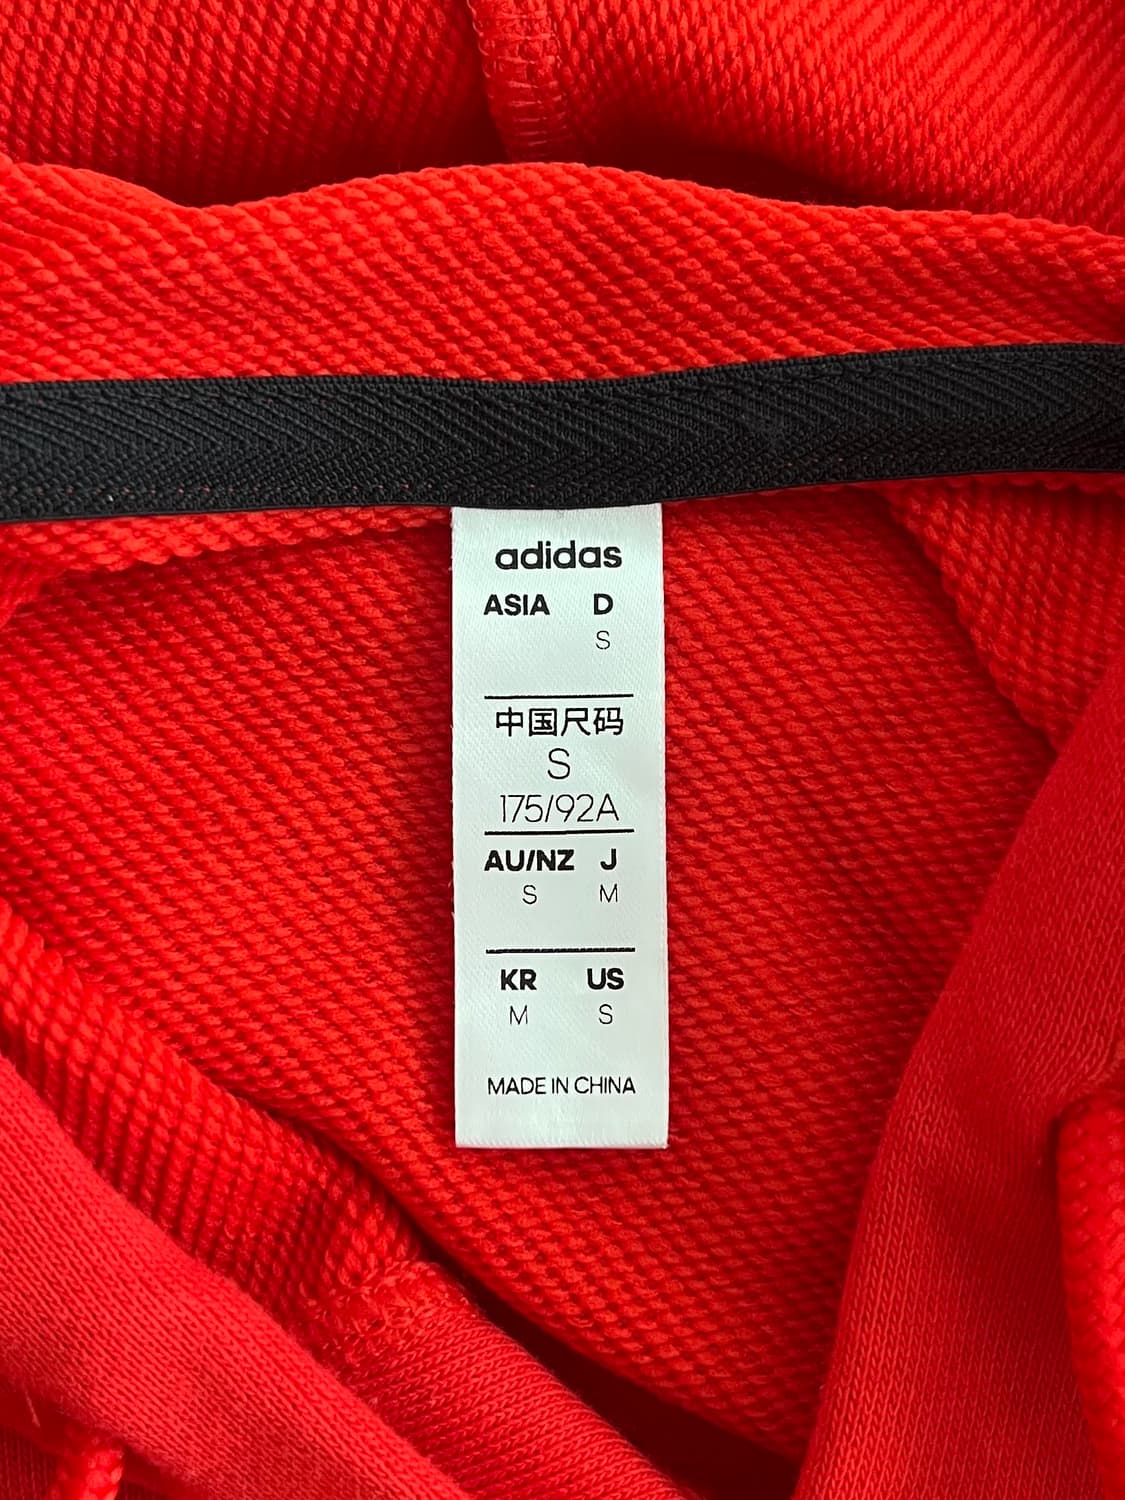 adidas
ASIA D
S
中国尺码
S
175/92A
AU/NZ J
S M
KR US
M S
MADE IN CHINA